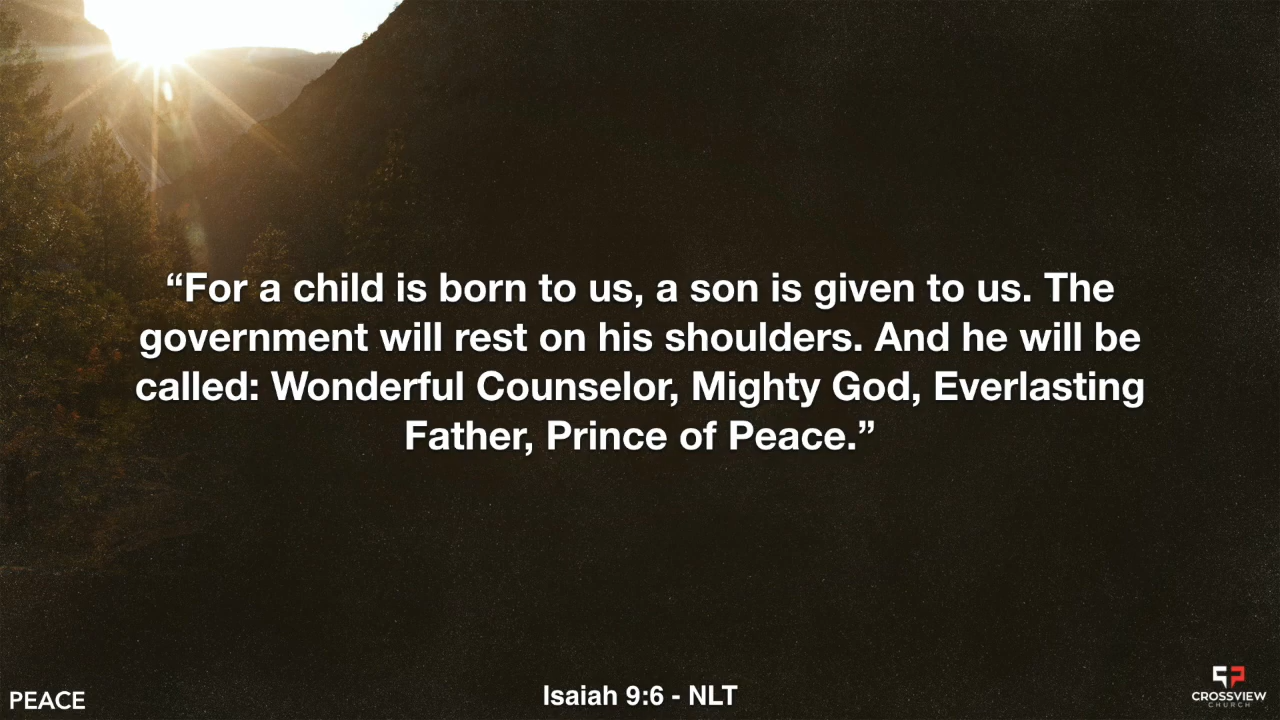 “For a child is born to us, a son is given to us. The
government will rest on his shoulders. And he will be
called: Wonderful Counselor, Mighty God, Everlasting
Father, Prince of Peace.”
PEACE
Isaiah 9:6 - NLT
CROSSVIEW
CHURCH